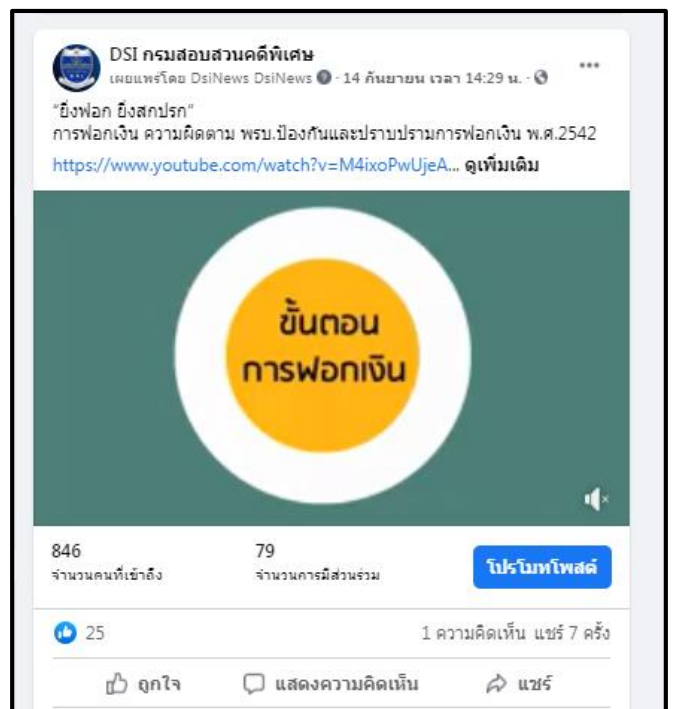 DSI กรมสอบสวนคดีพิเศษ
เผยแพร่โดย DsiNews DsiNews · 14 กันยายน เวลา 14:29 น. ·
"ยิ่งฟอก ยิ่งสกปรก"
การฟอกเงิน ความผิดตาม พรบ.ป้องกันและปราบปรามการฟอกเงิน พ.ศ.2542
https://www.youtube.com/watch?v=M4ixoPwUjeA... ดูเพิ่มเติม
ขั้นตอน
การฟอกเงิน
846
จำนวนคนที่เข้าถึง
79
จำนวนการมีส่วนร่วม
โปรโมทโพสต์
25
1 ความคิดเห็น แชร์ 7 ครั้ง
ถูกใจ
แสดงความคิดเห็น
แชร์